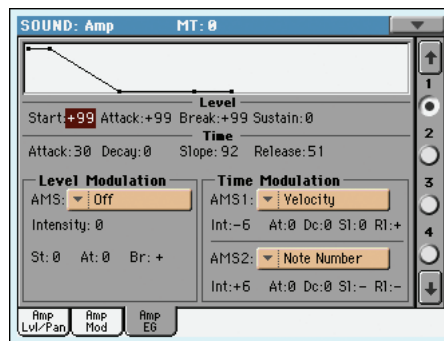 SOUND: Amp MT: 0
Level
Start:+99 Attack:+99 Break:+99 Sustain:0
Time
Attack:30 Decay:0 Slope:92 Release:51
Level Modulation
AMS: Off
Intensity: 0
St:0 At:0 Br: +
Time Modulation
AMS1: Velocity
Int:-6 At:0 Dc:0 Sl:0 Rl:+
AMS2: Note Number
Int:+6 At:0 Dc:0 Sl:- Rl:-
1
2
3
4
Amp Lvl/Pan
Amp Mod
Amp EG